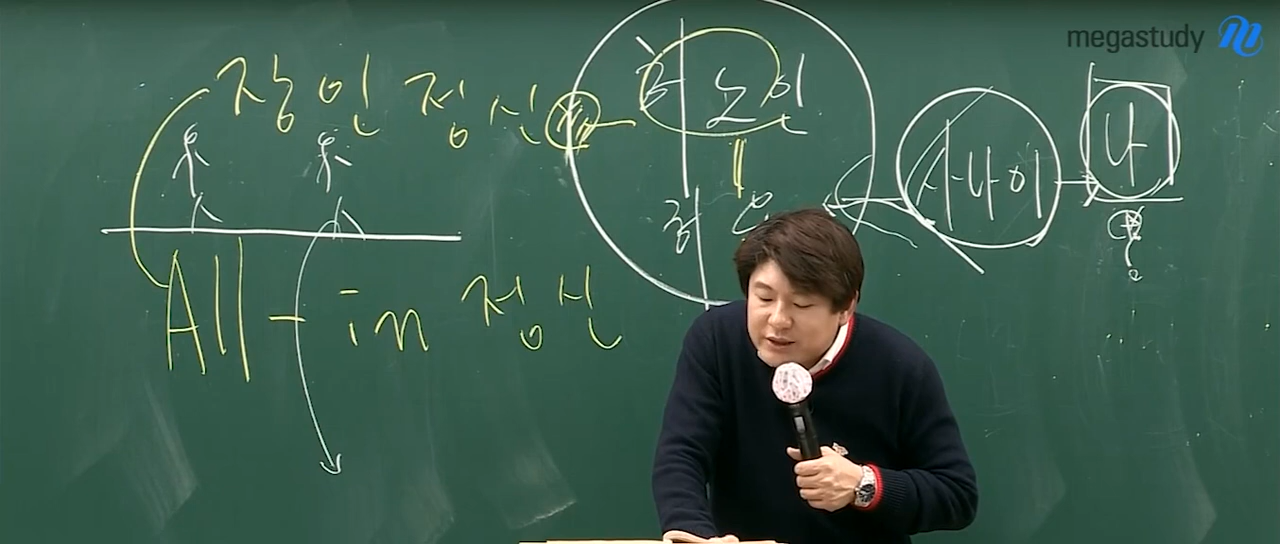 megastudy
장인 정신
노인
사나이
나
All-in 정신